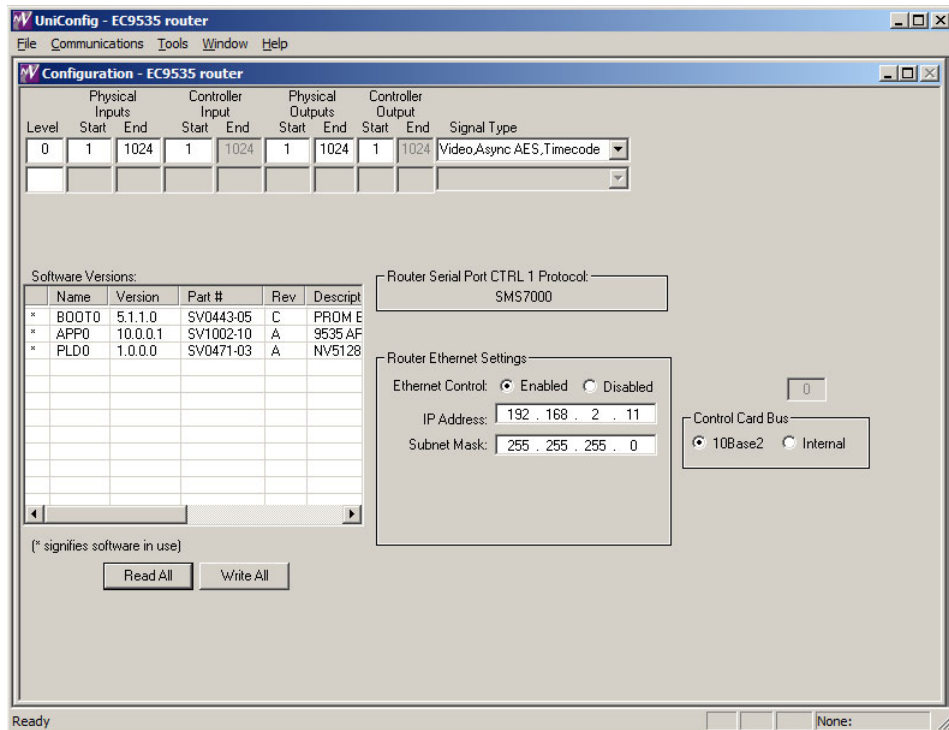 UniConfig - EC9535 router
File Communications Tools Window Help
Configuration - EC9535 router
Physical Controller Physical Controller
Inputs Input Outputs Output
Level Start End Start End Start End Start End Signal Type
0 1 1024 1 1024 1 1024 1 1024 Video,Async AES,Timecode
Software Versions:
Name Version Part # Rev Descript
* BOOT0 5.1.1.0 SV0443-05 C PROM E
* APP0 10.0.0.1 SV1002-10 A 9535 AF
* PLD0 1.0.0.0 SV0471-03 A NV5128
(* signifies software in use)
Read All Write All
Router Serial Port CTRL 1 Protocol:
SMS7000
Router Ethernet Settings
Ethernet Control: Enabled Disabled
IP Address: 192 . 168 . 2 . 11
Subnet Mask: 255 . 255 . 255 . 0
0
Control Card Bus
10Base2 Internal
Ready None: